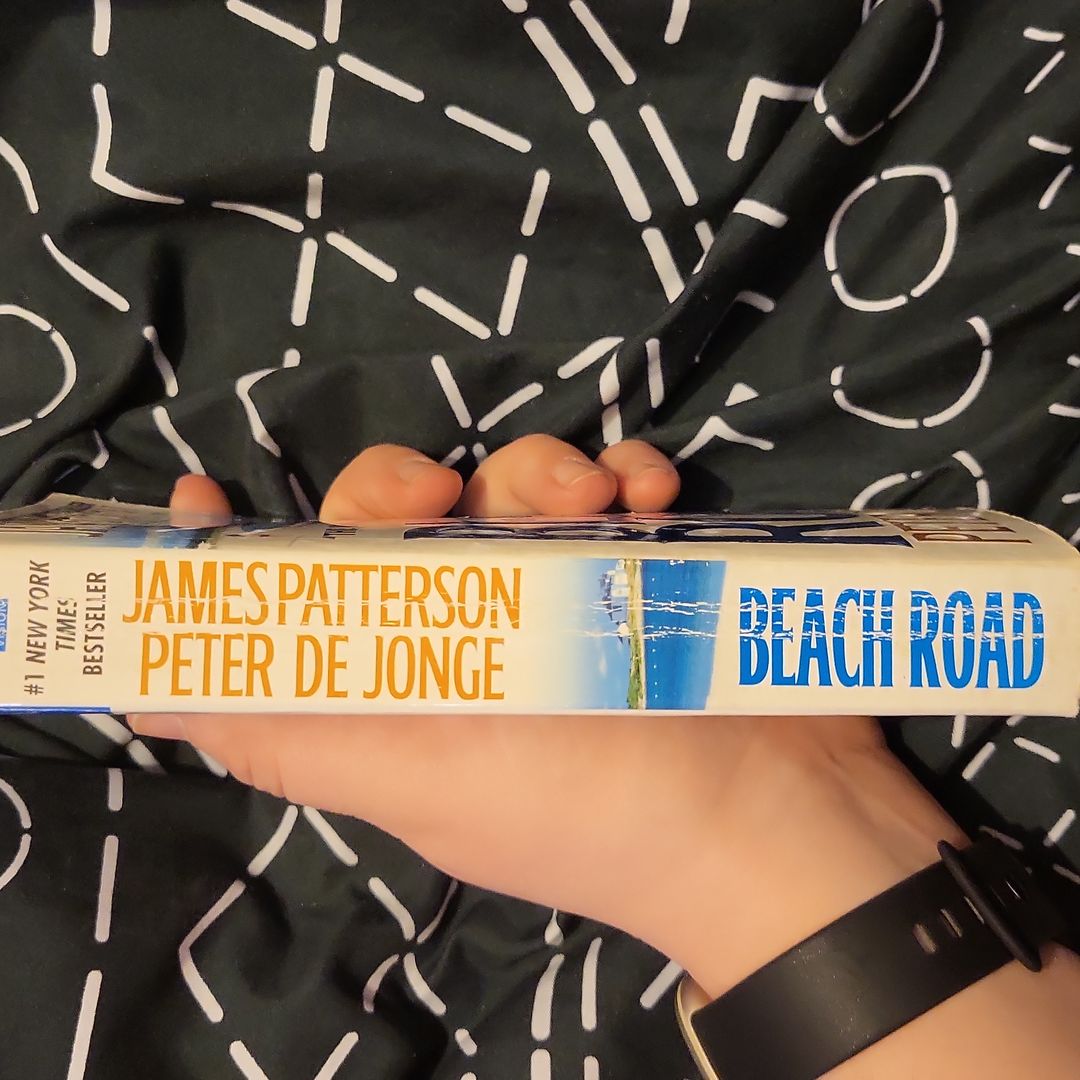 #1 NEW YORK
TIMES
BESTSELLER
JAMES PATTERSON
PETER DE JONGE
BEACH ROAD